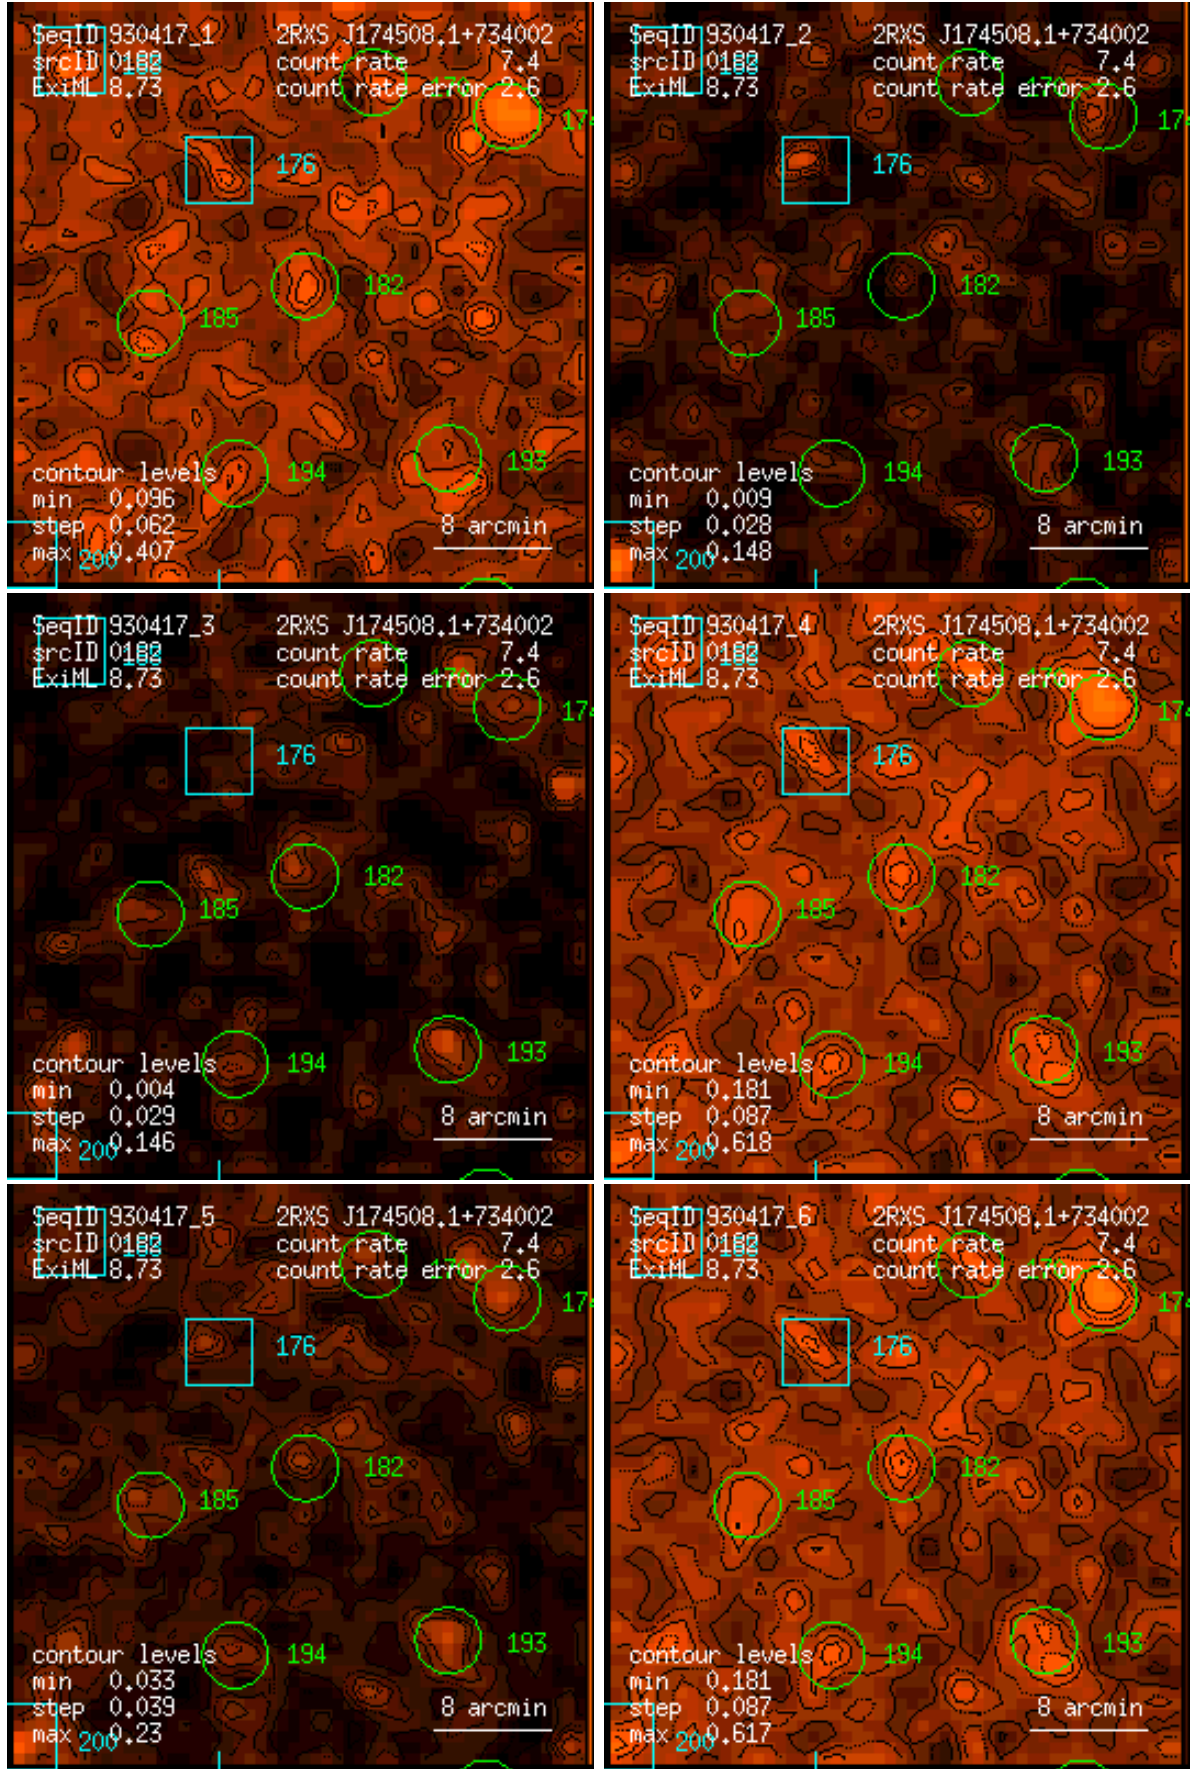 SeqID 930417_1 2RXS J174508.1+734002
srcID 0182 count rate 7.4
ExiML 8.73 count rate error 2.6
174
176
182
185
194
193
contour levels
min 0.096
step 0.062 8 arcmin
max 0.407
200
SeqID 930417_2 2RXS J174508.1+734002
srcID 0182 count rate 7.4
ExiML 8.73 count rate error 2.6
174
176
182
185
194
193
contour levels
min 0.009
step 0.028 8 arcmin
max 0.148
200
SeqID 930417_3 2RXS J174508.1+734002
srcID 0182 count rate 7.4
ExiML 8.73 count rate error 2.6
174
176
182
185
194
193
contour levels
min 0.004
step 0.029 8 arcmin
max 0.146
200
SeqID 930417_4 2RXS J174508.1+734002
srcID 0182 count rate 7.4
ExiML 8.73 count rate error 2.6
174
176
182
185
194
193
contour levels
min 0.181
step 0.087 8 arcmin
max 0.618
200
SeqID 930417_5 2RXS J174508.1+734002
srcID 0182 count rate 7.4
ExiML 8.73 count rate error 2.6
174
176
182
185
194
193
contour levels
min 0.033
step 0.039 8 arcmin
max 0.23
200
SeqID 930417_6 2RXS J174508.1+734002
srcID 0182 count rate 7.4
ExiML 8.73 count rate error 2.6
174
176
182
185
194
193
contour levels
min 0.181
step 0.087 8 arcmin
max 0.617
200